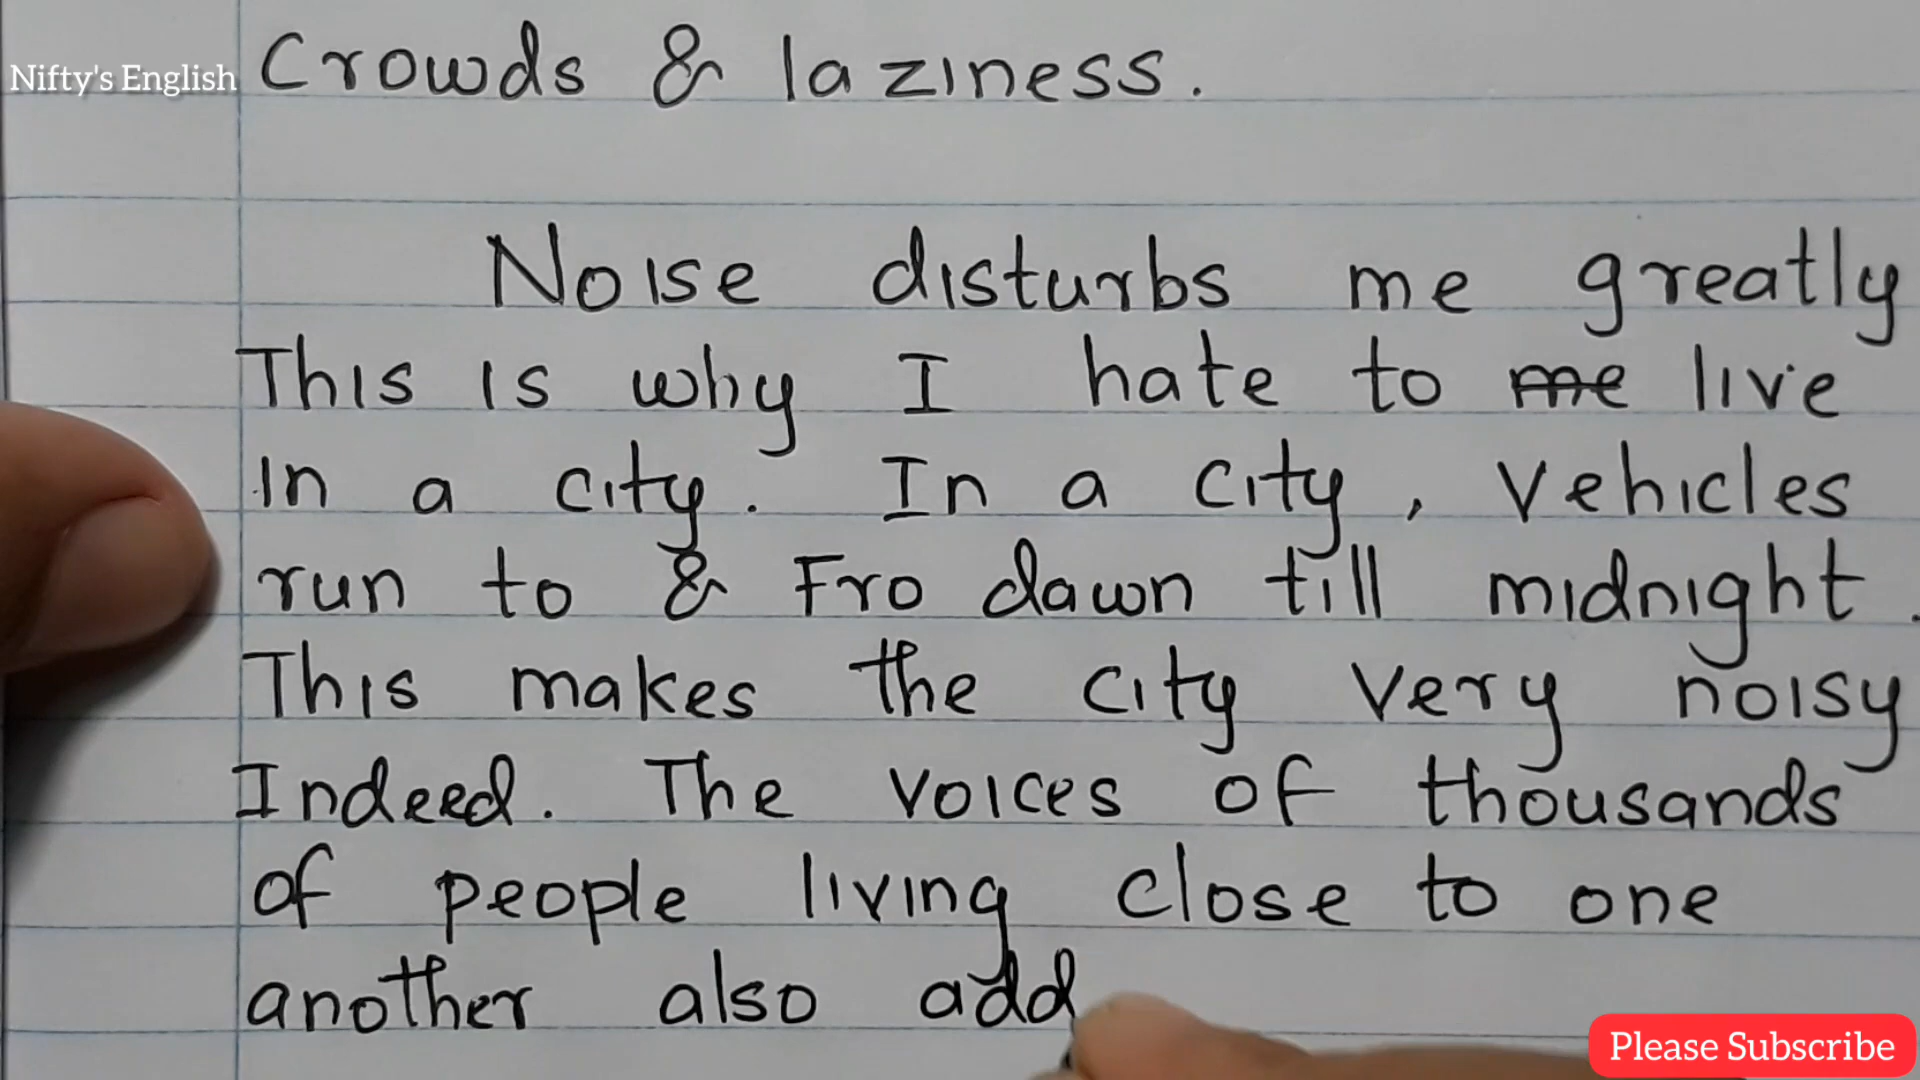 Nifty's English Crowds & laziness.
Noise disturbs me greatly
This is why I hate to me live
in a city. In a city, vehicles
run to & Fro dawn till midnight.
This makes the city very noisy
Indeed. The voices of thousands
of people living close to one
another also add
Please Subscribe